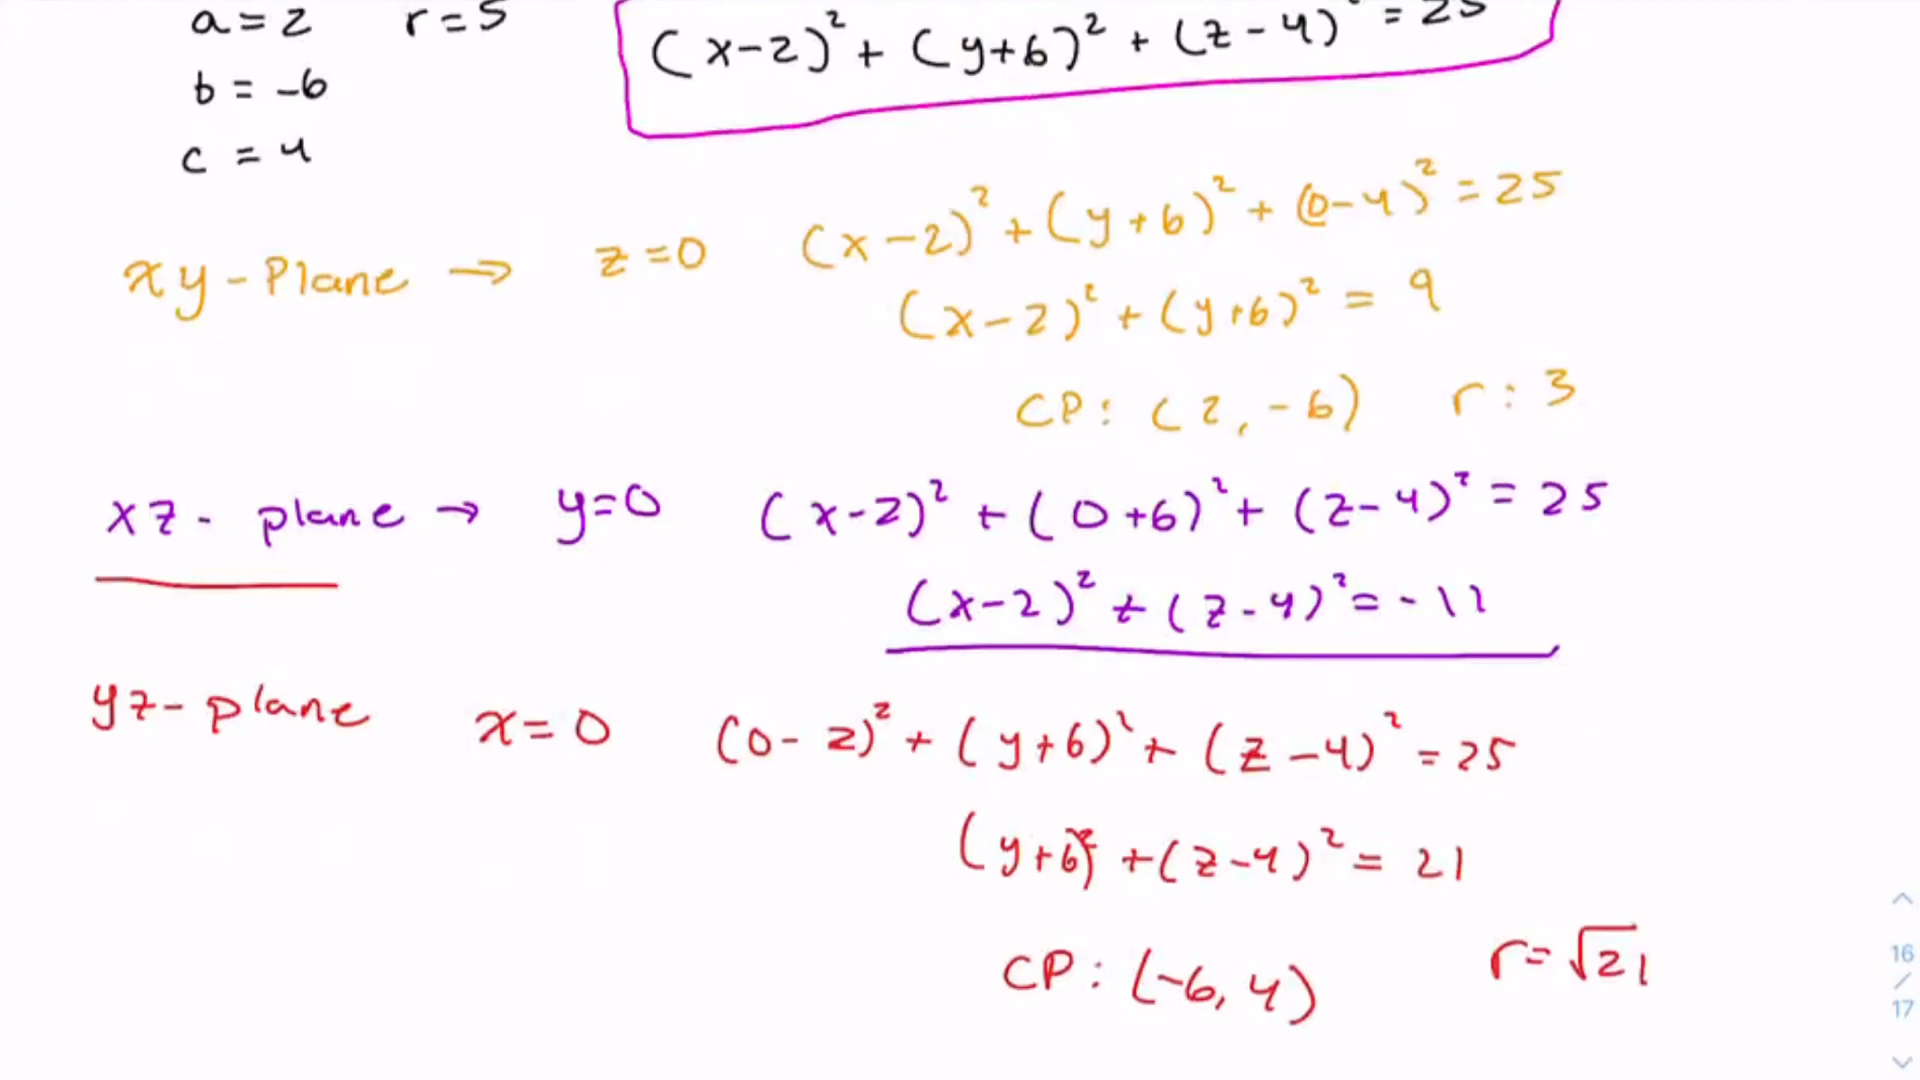 a = 2 r = 5 (x-2)² + (y+6)² + (z-4)² = 25
b = -6
c = 4
xy - Plane → z = 0 (x-2)² + (y+6)² + (0-4)² = 25
(x-2)² + (y+6)² = 9
CP: (2, -6) r: 3
xz - plane → y=0 (x-2)² + (0+6)² + (z-4)² = 25
(x-2)² + (z-4)² = -11
yz - plane x = 0 (0-2)² + (y+6)² + (z-4)² = 25
(y+6)² + (z-4)² = 21
CP: (-6, 4) r = √21
16
/
17